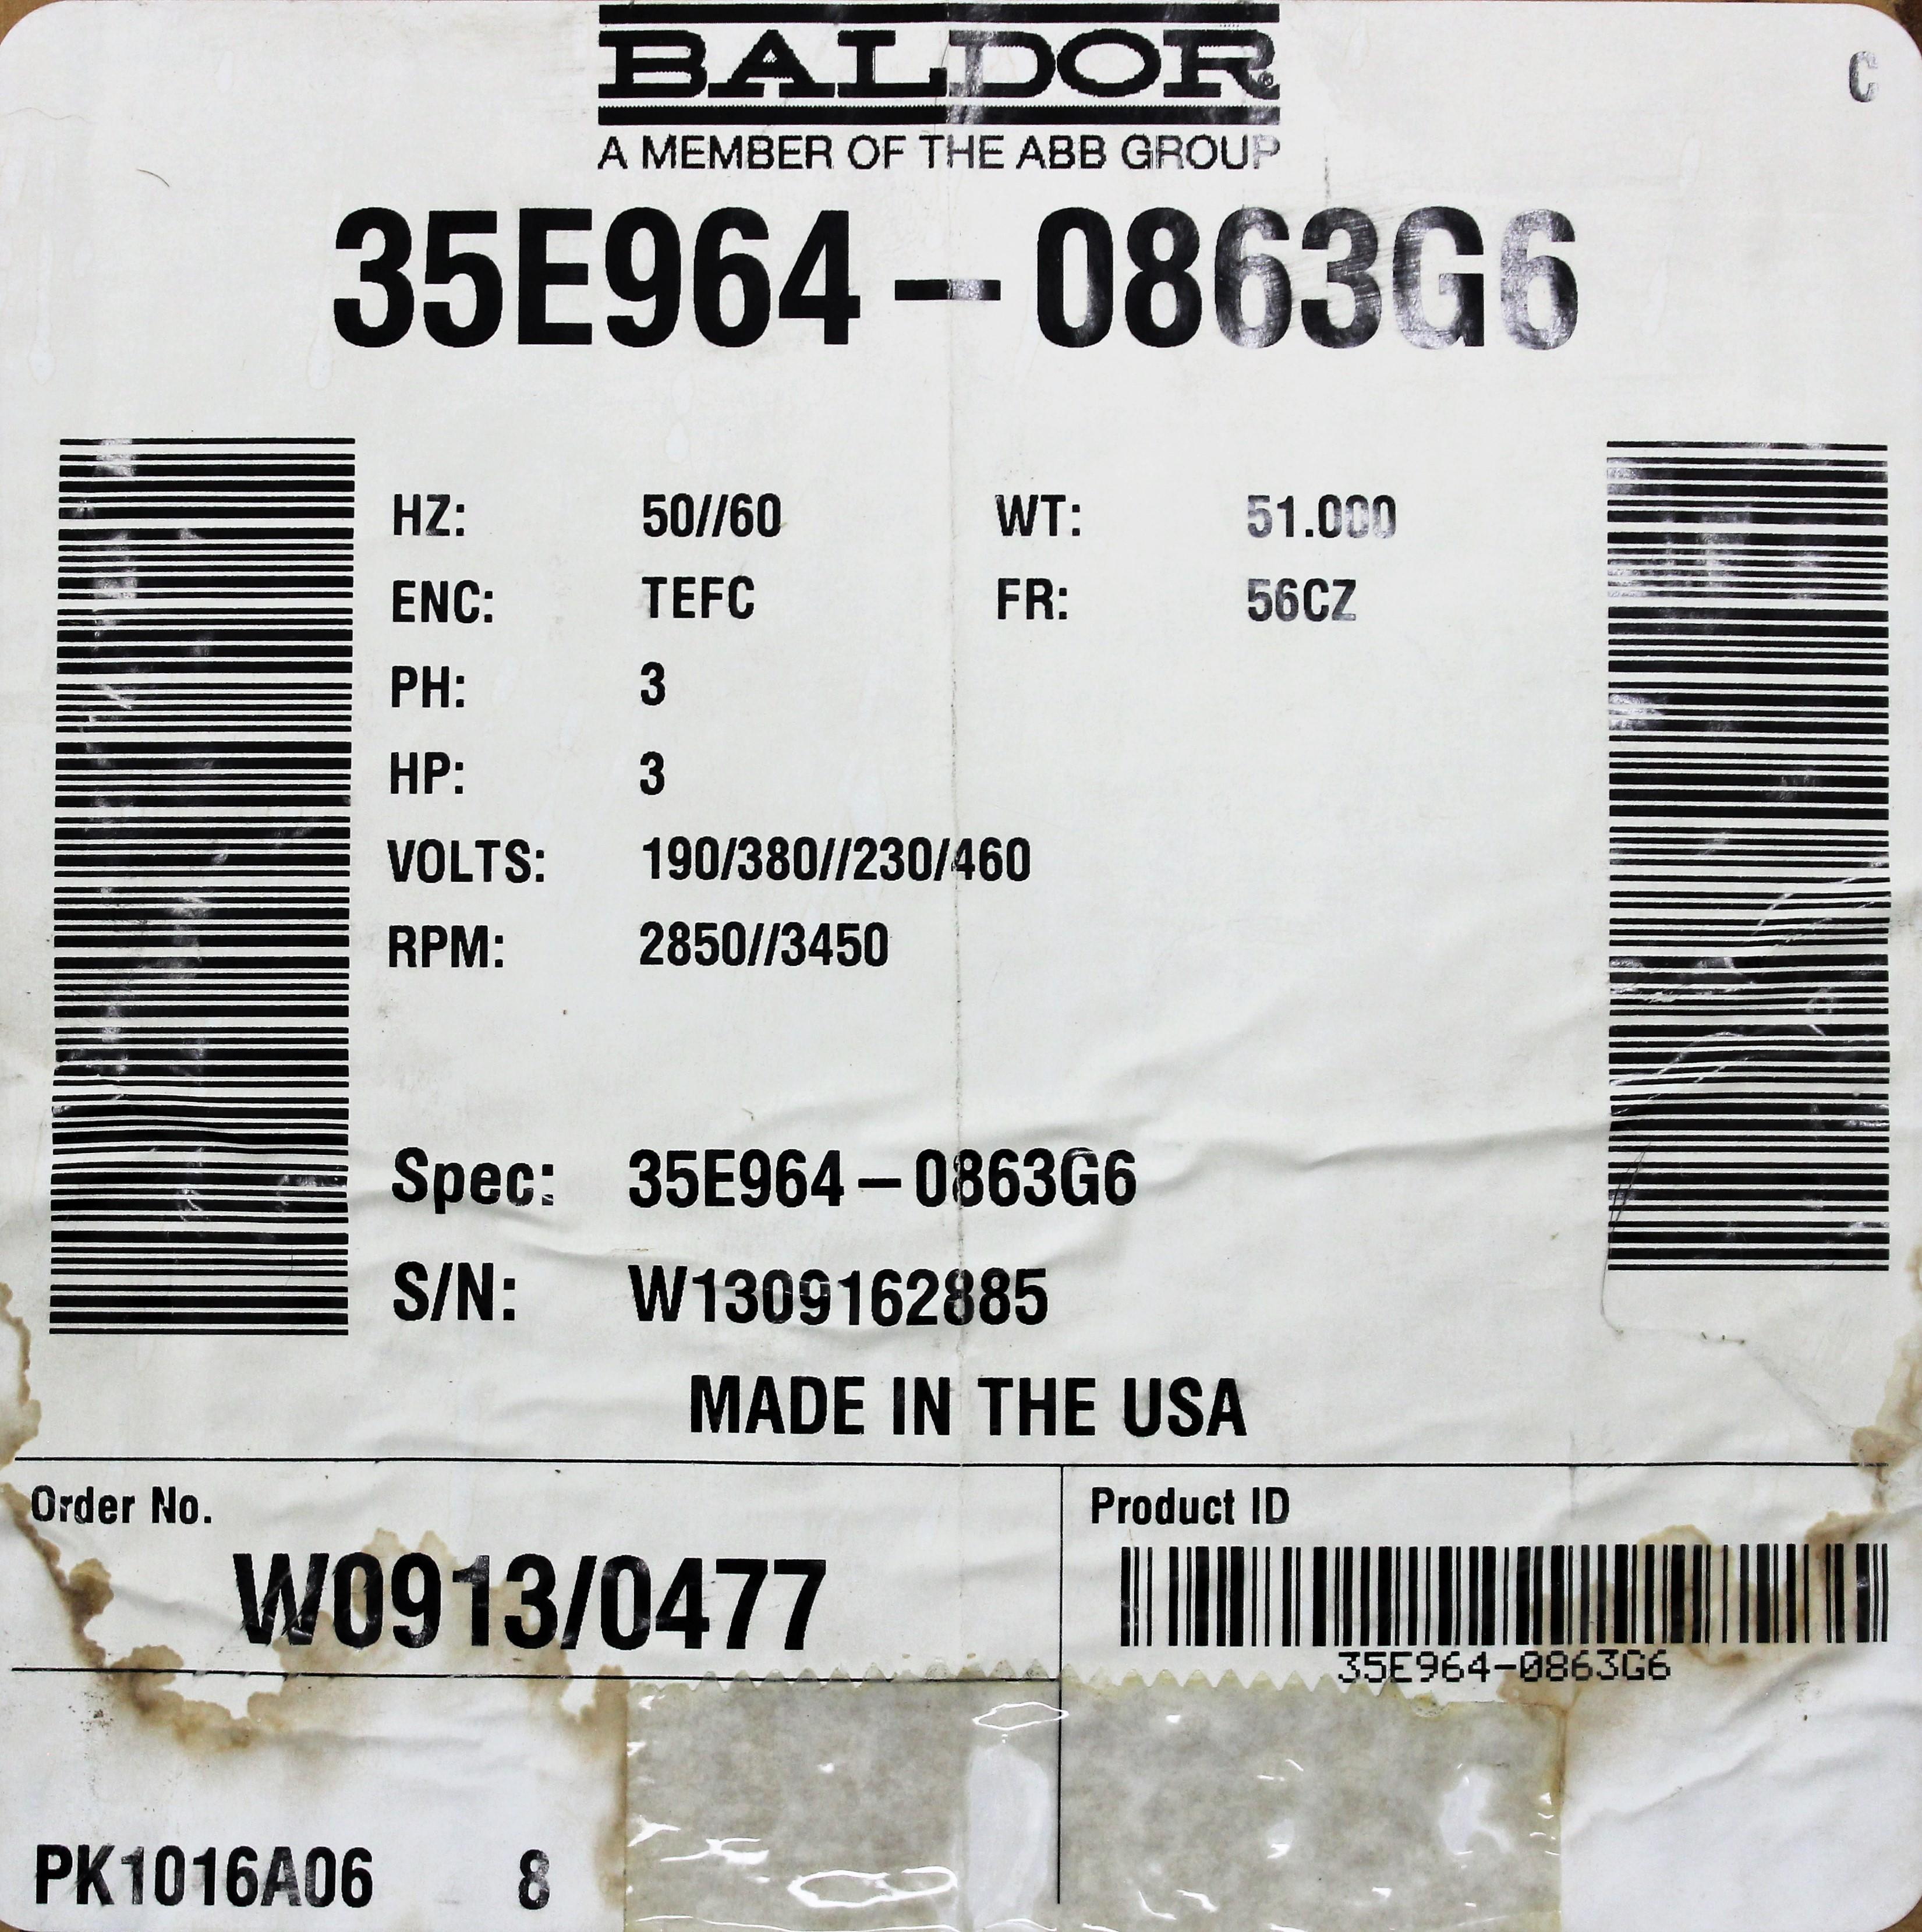 BALDOR®
C
A MEMBER OF THE ABB GROUP
35E964-0863G6
HZ: 50//60 WT: 51.000
ENC: TEFC FR: 56CZ
PH: 3
HP: 3
VOLTS: 190/380//230/460
RPM: 2850//3450
Spec: 35E964-0863G6
S/N: W1309162885
MADE IN THE USA
Order No. Product ID
W0913/0477
35E964-0863G6
PK1016A06 8